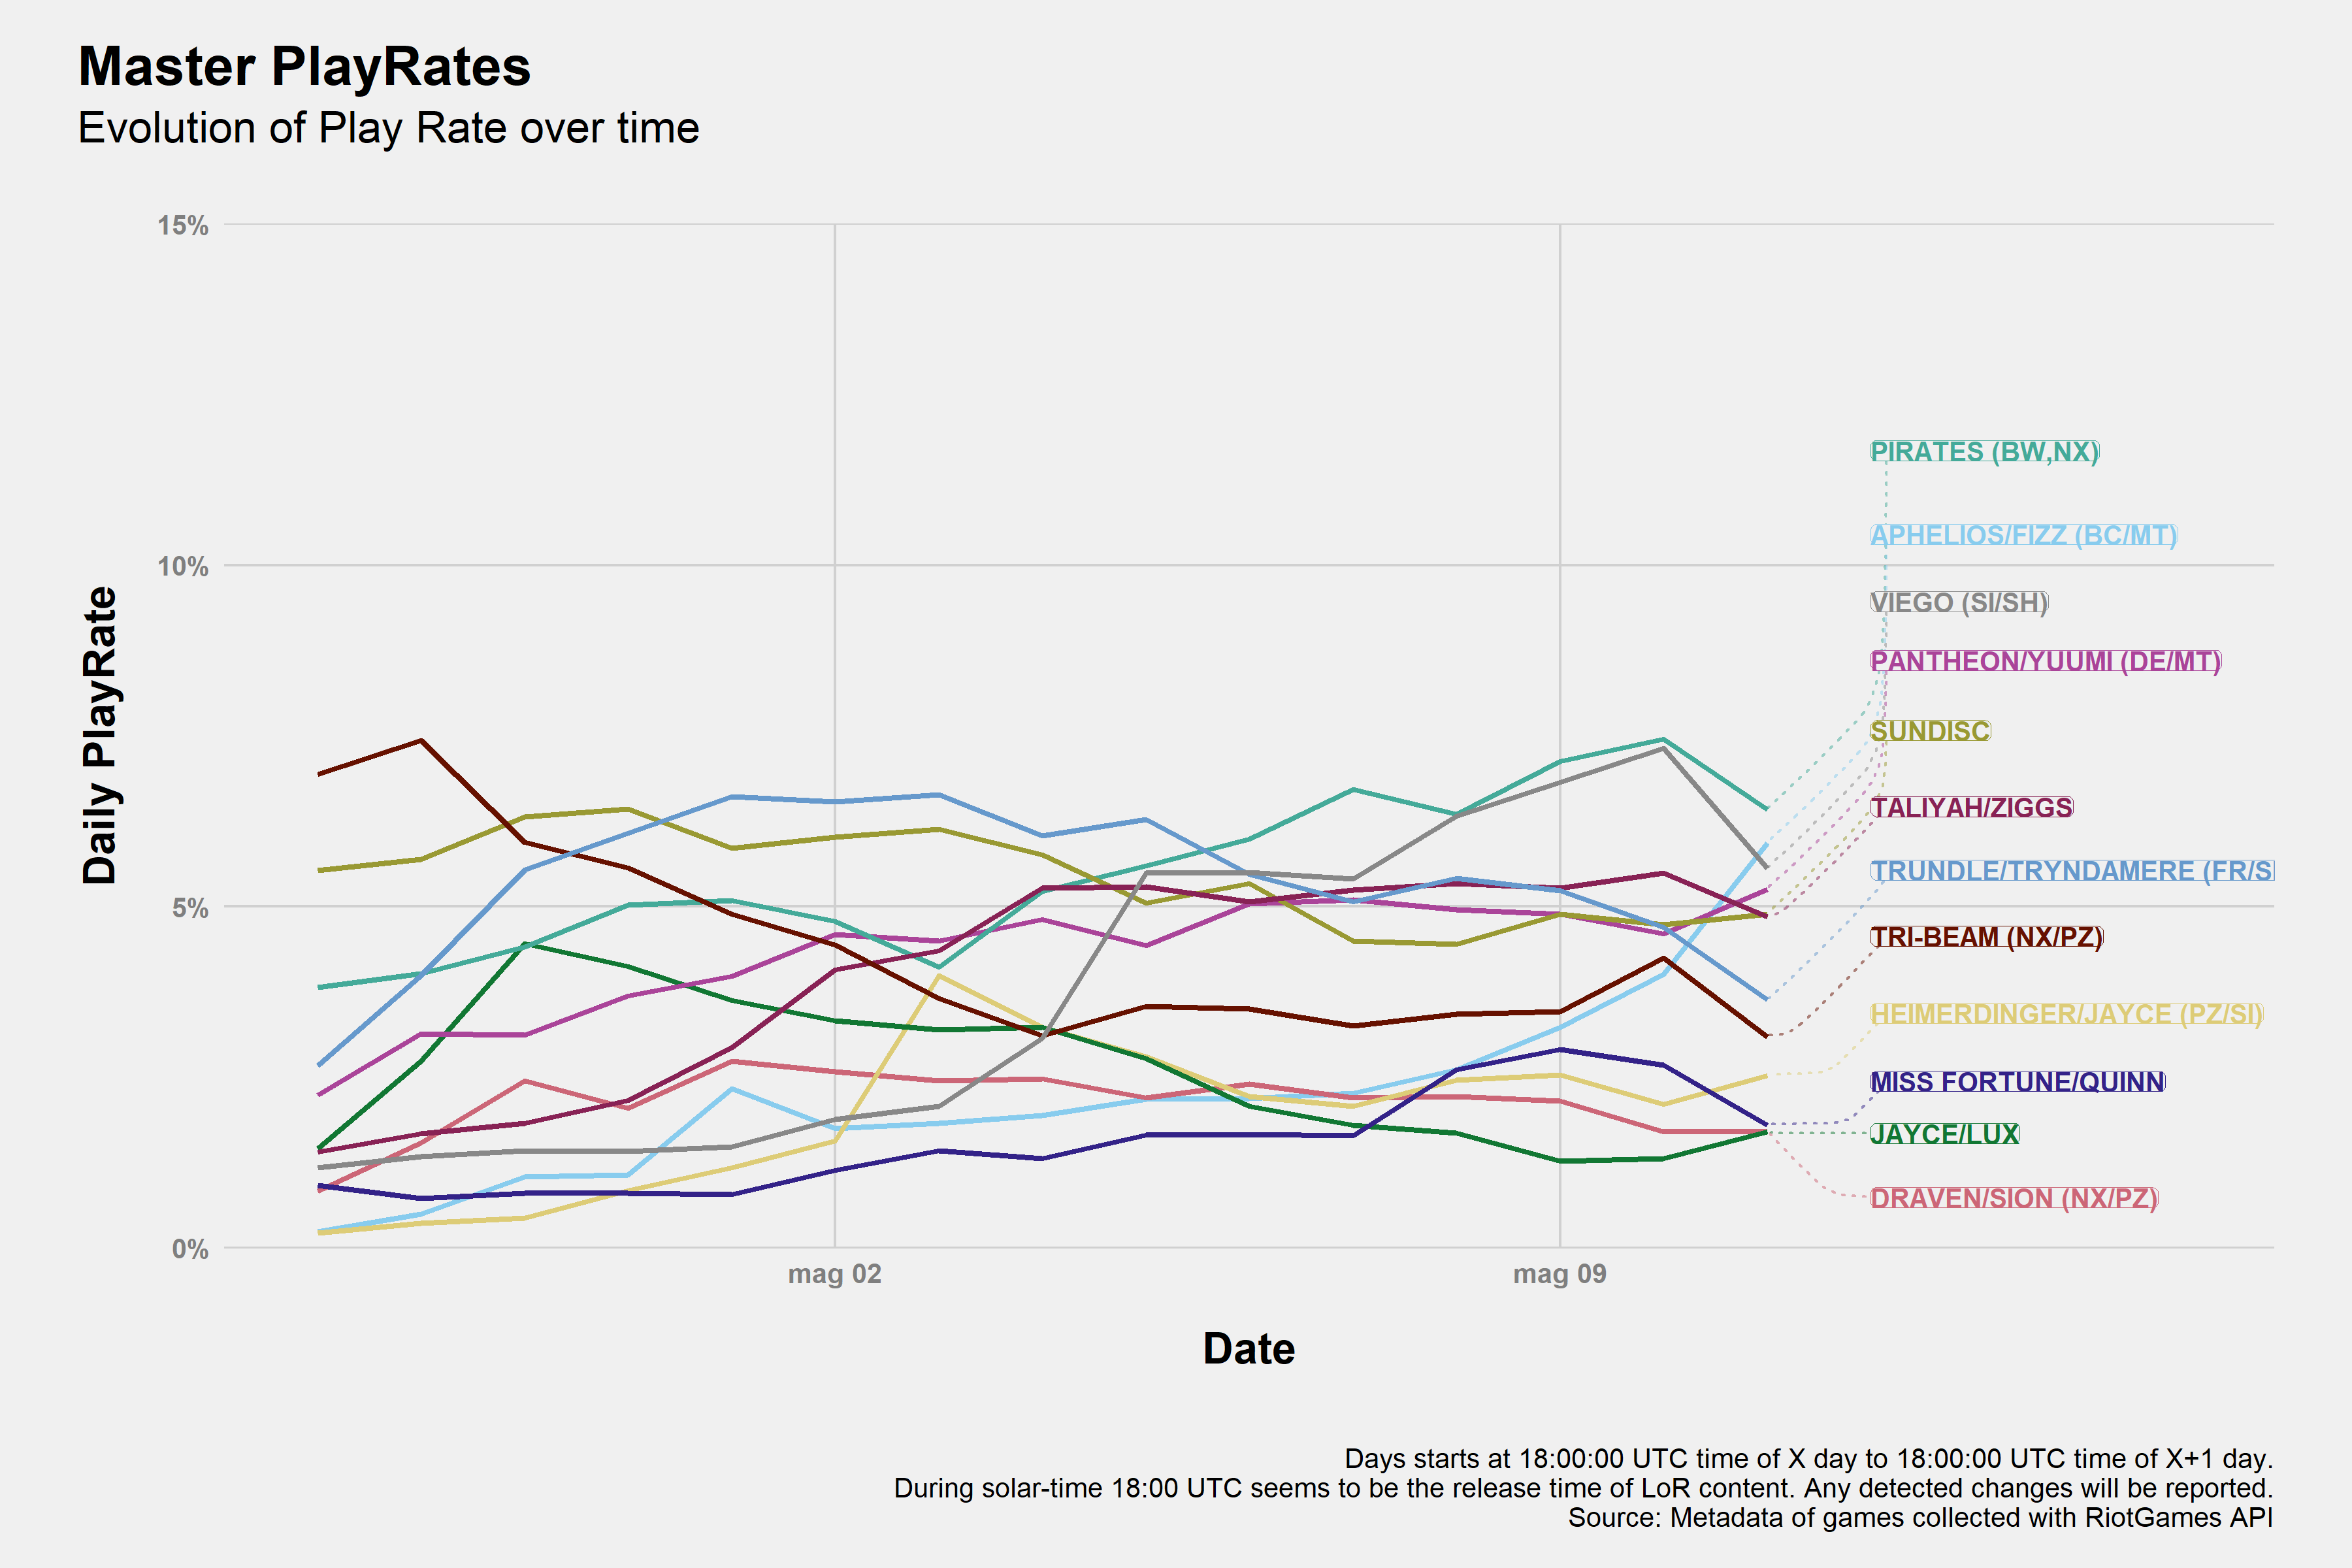 Master PlayRates
Evolution of Play Rate over time
15%
10%
5%
0%
Daily PlayRate
PIRATES (BW,NX)
APHELIOS/FIZZ (BC/MT)
VIEGO (SI/SH)
PANTHEON/YUUMI (DE/MT)
SUNDISC
TALIYAH/ZIGGS
TRUNDLE/TRYNDAMERE (FR/SI
TRI-BEAM (NX/PZ)
HEIMERDINGER/JAYCE (PZ/SI)
MISS FORTUNE/QUINN
JAYCE/LUX
DRAVEN/SION (NX/PZ)
mag 02
mag 09
Date
Days starts at 18:00:00 UTC time of X day to 18:00:00 UTC time of X+1 day.
During solar-time 18:00 UTC seems to be the release time of LoR content. Any detected changes will be reported.
Source: Metadata of games collected with RiotGames API